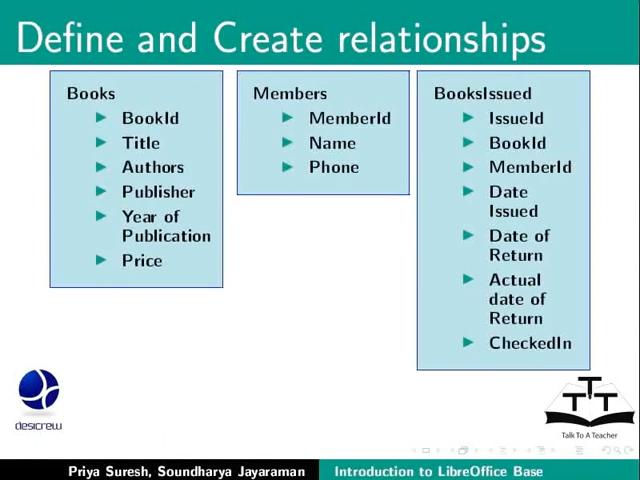 Define and Create relationships
Books
BookId
Title
Authors
Publisher
Year of
Publication
Price
Members
MemberId
Name
Phone
BooksIssued
IssueId
BookId
MemberId
Date
Issued
Date of
Return
Actual
date of
Return
CheckedIn
desicrew
TTT
Talk To A Teacher
Priya Suresh, Soundharya Jayaraman
Introduction to LibreOffice Base